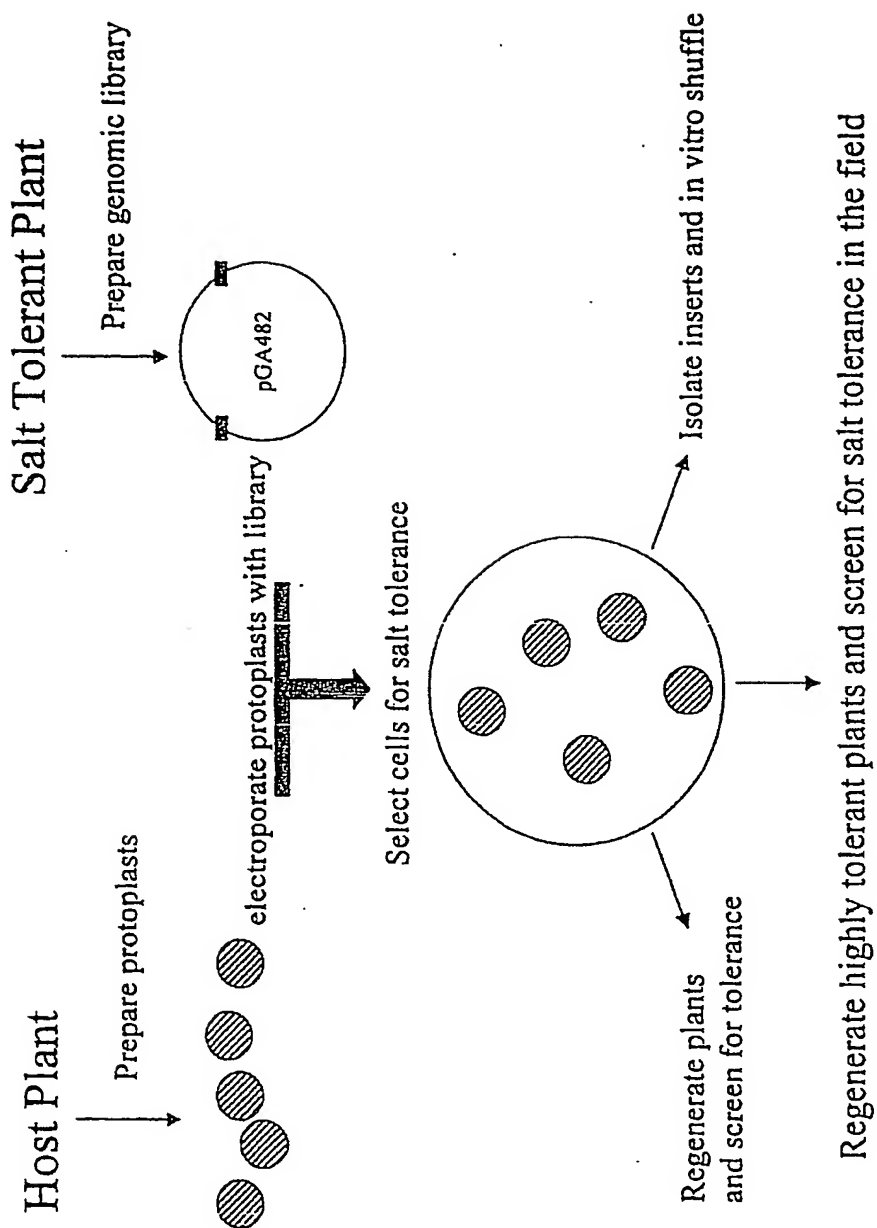 Host Plant
Salt Tolerant Plant
Prepare protoplasts
Prepare genomic library
pGA482
electroporate protoplasts with library
Select cells for salt tolerance
Regenerate plants
and screen for tolerance
Isolate inserts and in vitro shuffle
Regenerate highly tolerant plants and screen for salt tolerance in the field